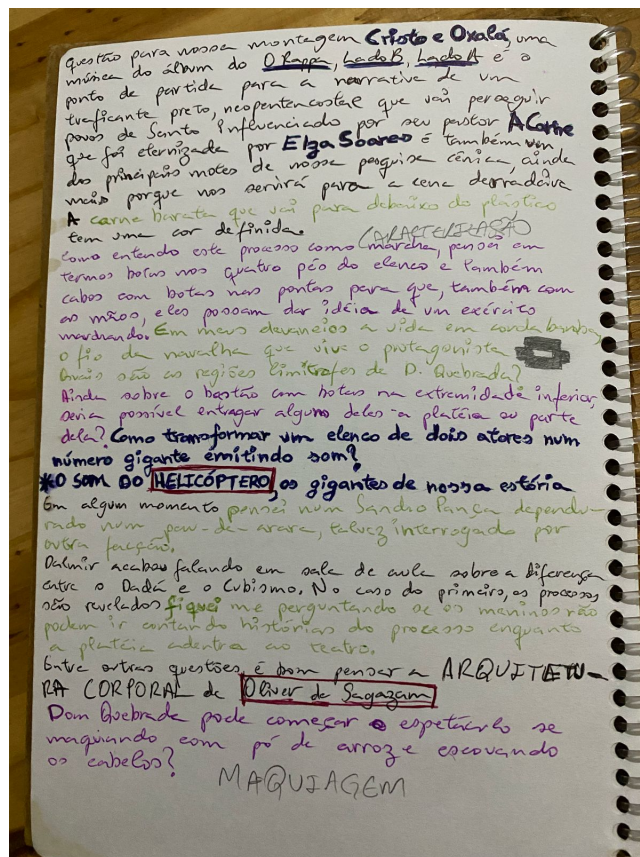 questão para nossa montagem Cristo e Oxalá, uma
música do álbum do O Rappa, Lado B, Lado A é o
ponto de partida para a narrativa de um
traficante preto, neopentencostal que vai perseguir
povos de Santo influenciado por seu pastor A Carne
que foi eternizada por Elza Soares é também um
dos principais motes de nossa pesquisa cênica, ainda
mais porque nos servirá para a cena derradeira
A carne barata que vai para debaixo do plástico
tem uma cor definida.
CARACTERIZAÇÃO
Como entendo este processo como marcha, pensei em
termos botas nos quatro pés do elenco e também
cabos com botas nas pontas para que, também com
as mãos, eles possam dar idéia de um exército
marchando. Em meus devaneios a vida em corda bamba,
o fio da navalha que vive o protagonista
Quais são as regiões limítrofes de D. Quebrada?
Ainda sobre o bastão com botas na extremidade inferior,
seria possível entregar alguns deles a platéia ou parte
dela? Como transformar um elenco de dois atores num
número gigante emitindo som?
*O SOM DO HELICÓPTERO, os gigantes de nossa estória
Em algum momento pensei num Sancho Pança dependu-
rado num pau-de-arara, talvez interrogado por
outra facção.
Dalmir acabou falando em sala de aula sobre a diferença
entre o Dadá e o Cubismo. No caso do primeiro, os processos
são revelados fiquei me perguntando se os meninos não
podem ir contando histórias do processo enquanto
a platéia adentra ao teatro.
Entre outras questões, é bom pensar a ARQUITETU-
RA CORPORAL de Oliver de Sagazam
Dom Quebrada pode começar o espetáculo se
maquiando com pó de arroz e escovando
os cabelos?
MAQUIAGEM